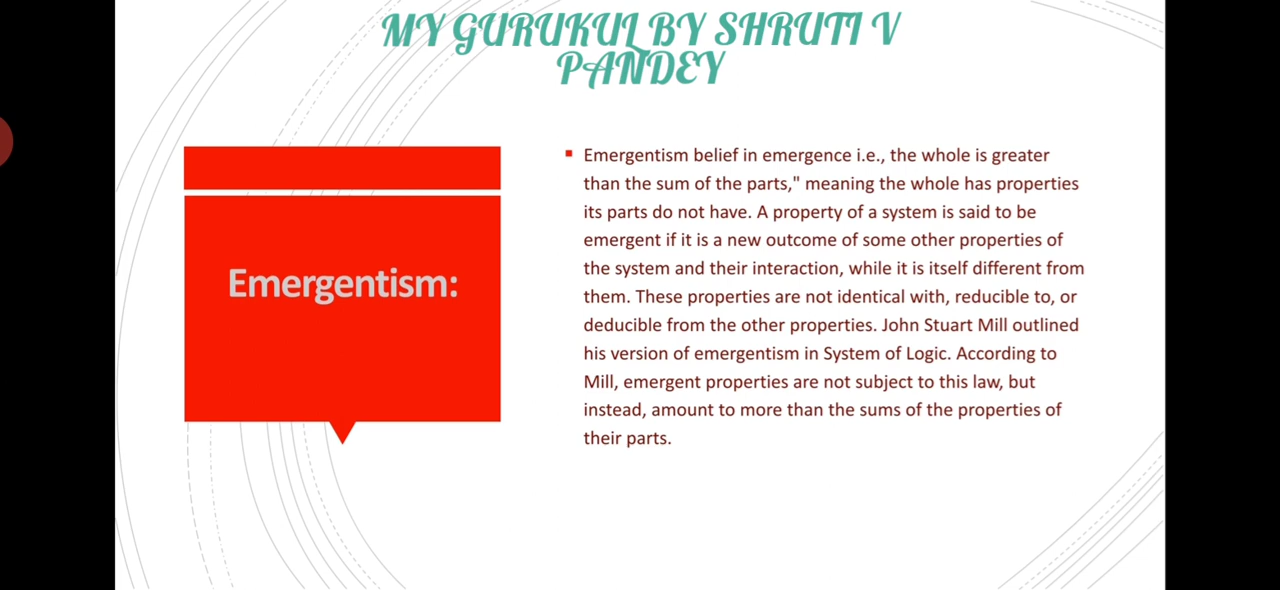 MY GURUKUL BY SHRUTI V
PANDEY
Emergentism:
Emergentism belief in emergence i.e., the whole is greater
than the sum of the parts," meaning the whole has properties
its parts do not have. A property of a system is said to be
emergent if it is a new outcome of some other properties of
the system and their interaction, while it is itself different from
them. These properties are not identical with, reducible to, or
deducible from the other properties. John Stuart Mill outlined
his version of emergentism in System of Logic. According to
Mill, emergent properties are not subject to this law, but
instead, amount to more than the sums of the properties of
their parts.